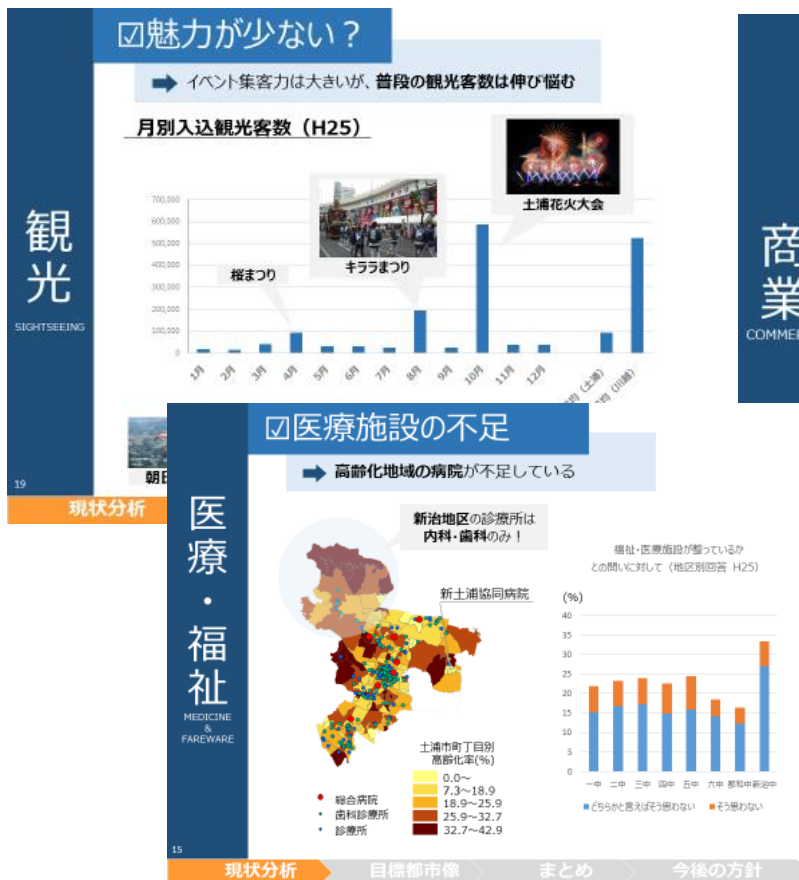 ☑魅力が少ない？
➡ イベント集客力は大きいが、普段の観光客数は伸び悩む
月別入込観光客数（H25）
土浦花火大会
キララまつり
桜まつり
700,000
600,000
500,000
400,000
300,000
200,000
100,000
0
1月 2月 3月 4月 5月 6月 7月 8月 9月 10月 11月 12月
均（土浦）
均（川越）
観光
SIGHTSEEING
朝日
19
現状分析
商業
COMMER
☑医療施設の不足
➡ 高齢化地域の病院が不足している
医療・福祉
MEDICINE
&
FAREWARE
新治地区の診療所は
内科・歯科のみ！
新土浦協同病院
土浦市町丁目別
高齢化率(%)
0.0～
7.3～18.9
18.9～25.9
25.9～32.7
32.7～42.9
総合病院
歯科診療所
診療所
福祉・医療施設が整っているか
との問いに対して（地区別回答 H25）
(%)
40
35
30
25
20
15
10
5
0
一中 二中 三中 四中 五中 六中 都和中 新治中
■どちらかと言えばそう思わない ■そう思わない
15
現状分析 目標都市像 まとめ 今後の方針